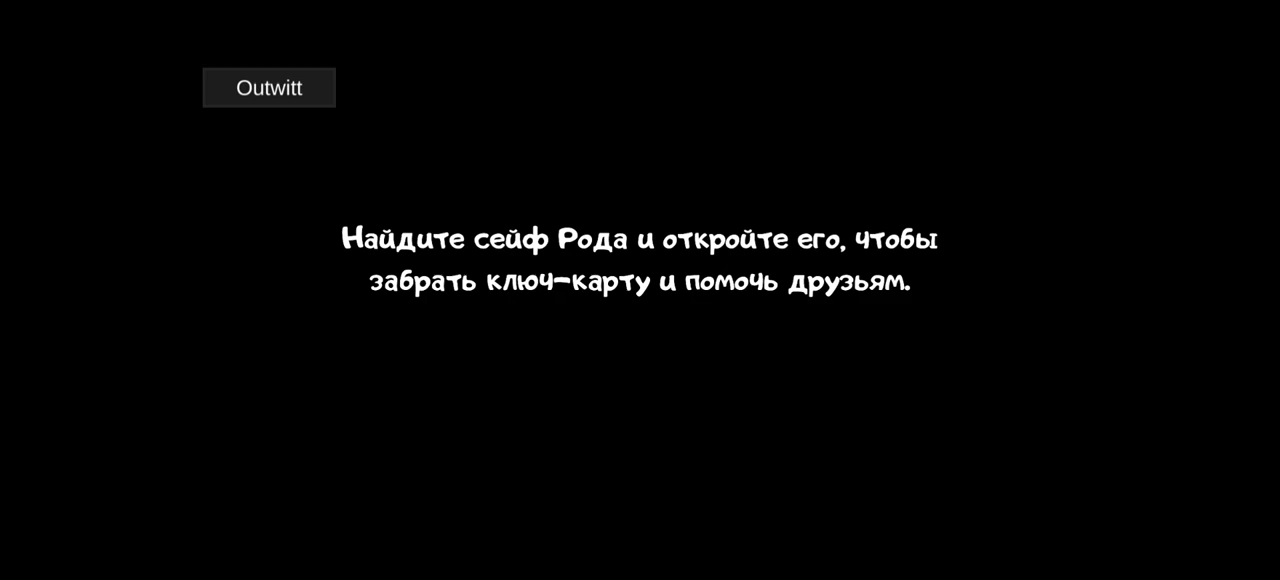 Outwitt
Найдите сейф Рода и откройте его, чтобы
забрать ключ-карту и помочь друзьям.